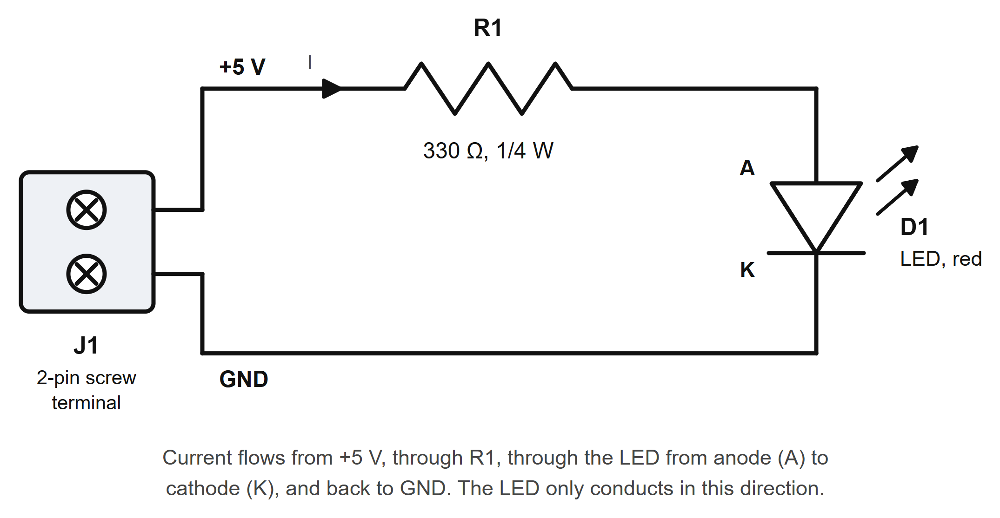 R1
+5 V
I
330 Ω, 1/4 W
A
K
D1
LED, red
J1
2-pin screw
terminal
GND
Current flows from +5 V, through R1, through the LED from anode (A) to
cathode (K), and back to GND. The LED only conducts in this direction.